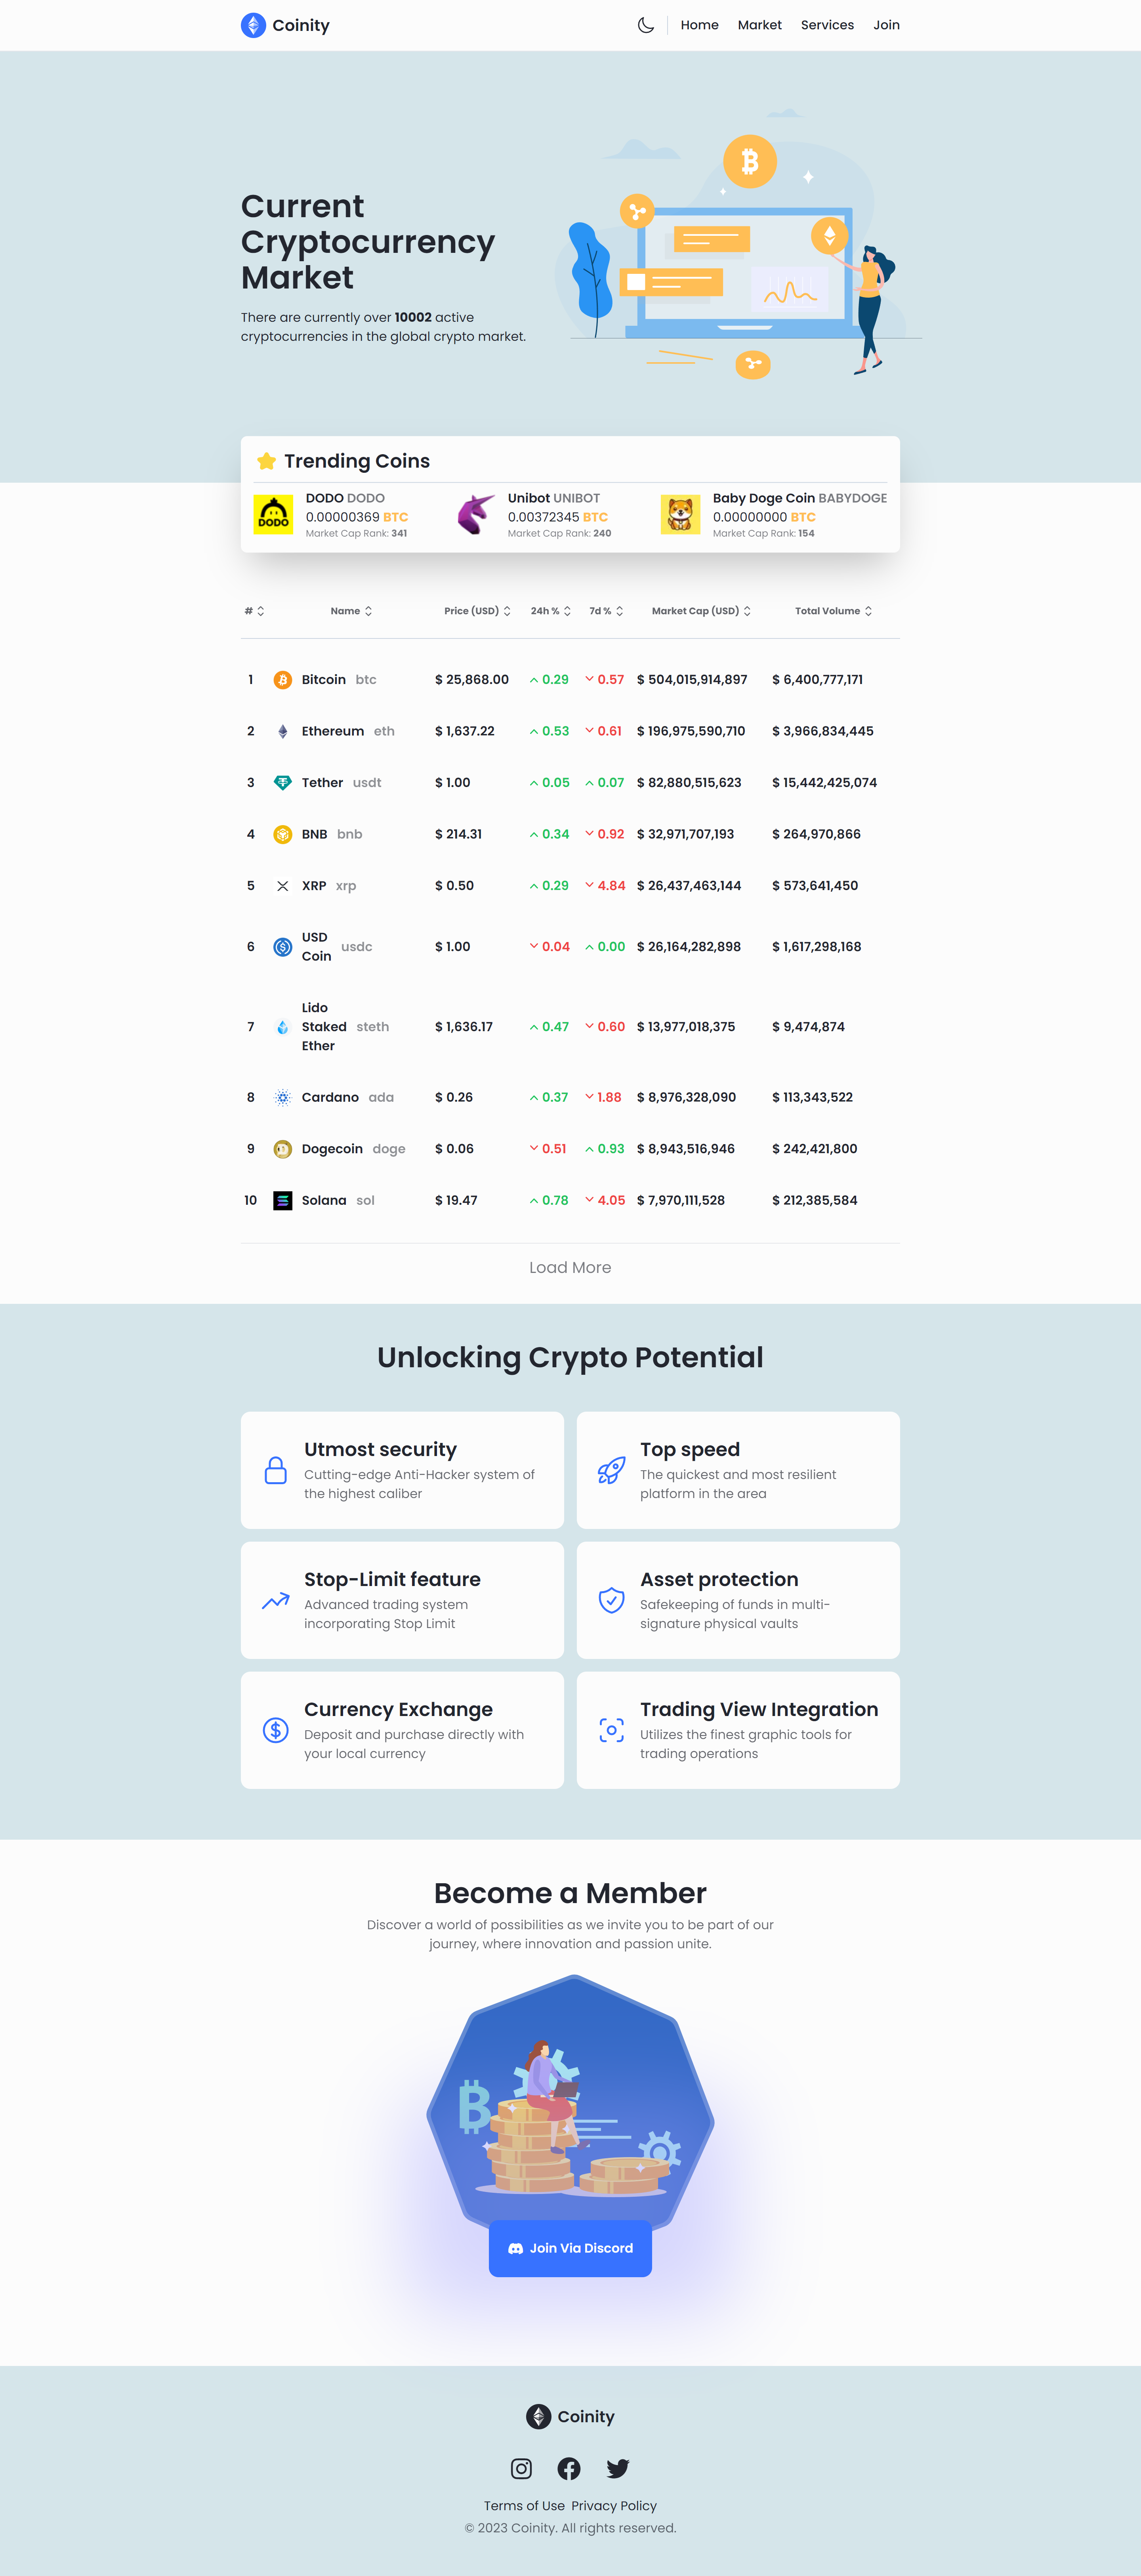 Coinity
Home Market Services Join
Current
Cryptocurrency
Market
There are currently over 10002 active
cryptocurrencies in the global crypto market.
Trending Coins
DODO
DODO DODO
0.00000369 BTC
Market Cap Rank: 341
Unibot UNIBOT
0.00372345 BTC
Market Cap Rank: 240
Baby Doge Coin BABYDOGE
0.00000000 BTC
Market Cap Rank: 154
# Name Price (USD) 24h % 7d % Market Cap (USD) Total Volume
1 Bitcoin btc $ 25,868.00 0.29 0.57 $ 504,015,914,897 $ 6,400,777,171
2 Ethereum eth $ 1,637.22 0.53 0.61 $ 196,975,590,710 $ 3,966,834,445
3 Tether usdt $ 1.00 0.05 0.07 $ 82,880,515,623 $ 15,442,425,074
4 BNB bnb $ 214.31 0.34 0.92 $ 32,971,707,193 $ 264,970,866
5 XRP xrp $ 0.50 0.29 4.84 $ 26,437,463,144 $ 573,641,450
6 USD
Coin usdc $ 1.00 0.04 0.00 $ 26,164,282,898 $ 1,617,298,168
7 Lido
Staked
Ether steth $ 1,636.17 0.47 0.60 $ 13,977,018,375 $ 9,474,874
8 Cardano ada $ 0.26 0.37 1.88 $ 8,976,328,090 $ 113,343,522
9 Dogecoin doge $ 0.06 0.51 0.93 $ 8,943,516,946 $ 242,421,800
10 Solana sol $ 19.47 0.78 4.05 $ 7,970,111,528 $ 212,385,584
Load More
Unlocking Crypto Potential
Utmost security
Cutting-edge Anti-Hacker system of
the highest caliber
Top speed
The quickest and most resilient
platform in the area
Stop-Limit feature
Advanced trading system
incorporating Stop Limit
Asset protection
Safekeeping of funds in multi-
signature physical vaults
Currency Exchange
Deposit and purchase directly with
your local currency
Trading View Integration
Utilizes the finest graphic tools for
trading operations
Become a Member
Discover a world of possibilities as we invite you to be part of our
journey, where innovation and passion unite.
Join Via Discord
Coinity
Terms of Use Privacy Policy
© 2023 Coinity. All rights reserved.